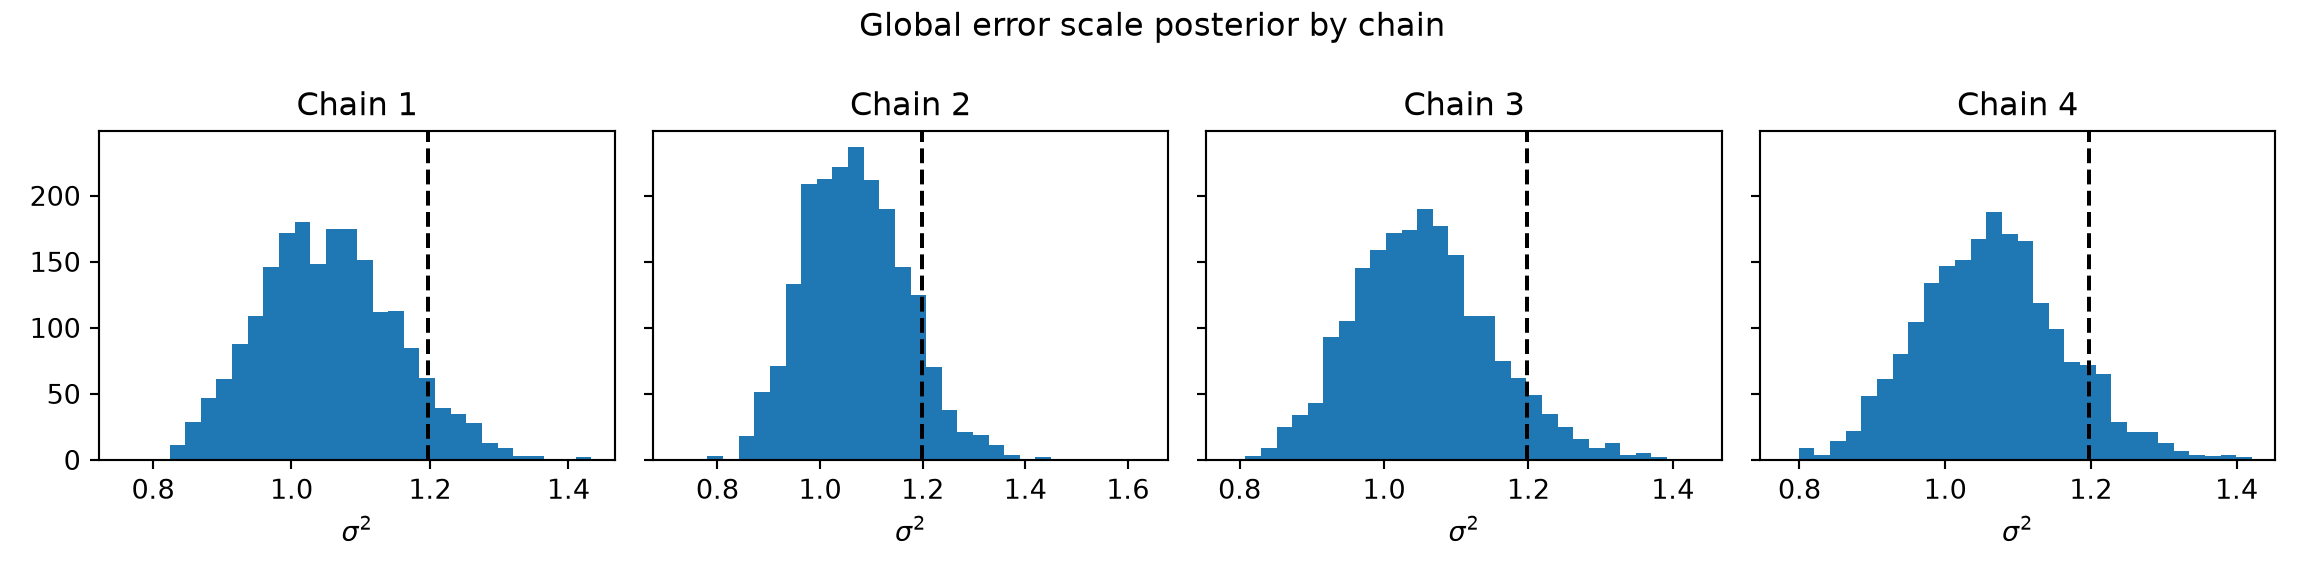 Global error scale posterior by chain
Chain 1 Chain 2 Chain 3 Chain 4
200
150
100
50
0
0.8 1.0 1.2 1.4 0.8 1.0 1.2 1.4 1.6 0.8 1.0 1.2 1.4 0.8 1.0 1.2 1.4
σ² σ² σ² σ²